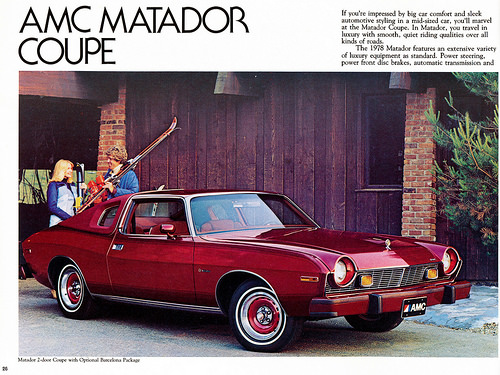 AMC MATADOR
COUPE
If you're impressed by big car comfort and sleek
automotive styling in a mid-sized car, you'll marvel
at the Matador Coupe. In Matador, you travel in
luxury with smooth, quiet riding qualities over all
kinds of roads.
The 1978 Matador features an extensive variety
of luxury equipment as standard. Power steering,
power front disc brakes, automatic transmission and
AMC
Matador 2-door Coupe with Optional Barcelona Package
26